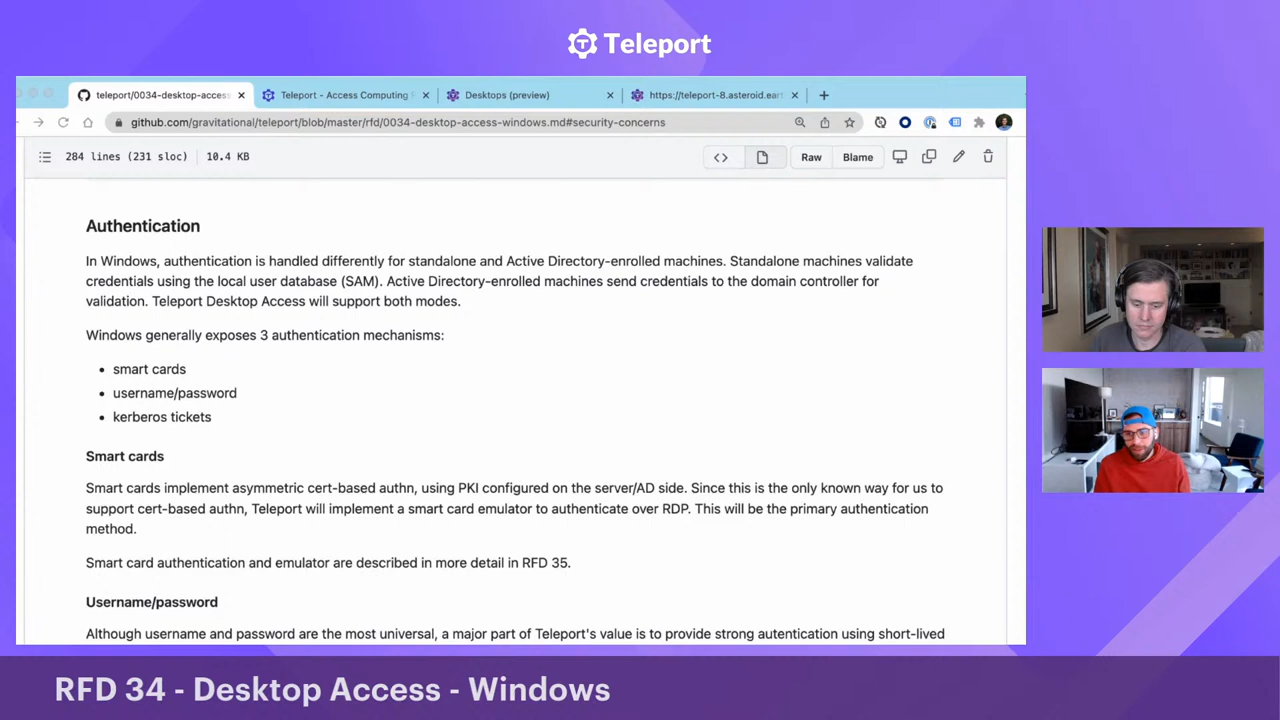 Teleport
teleport/0034-desktop-access
Teleport - Access Computing F
Desktops (preview)
https://teleport-8.asteroid.eart
github.com/gravitational/teleport/blob/master/rfd/0034-desktop-access-windows.md#security-concerns
284 lines (231 sloc) 10.4 KB
Raw
Blame
Authentication
In Windows, authentication is handled differently for standalone and Active Directory-enrolled machines. Standalone machines validate
credentials using the local user database (SAM). Active Directory-enrolled machines send credentials to the domain controller for
validation. Teleport Desktop Access will support both modes.
Windows generally exposes 3 authentication mechanisms:
• smart cards
• username/password
• kerberos tickets
Smart cards
Smart cards implement asymmetric cert-based authn, using PKI configured on the server/AD side. Since this is the only known way for us to
support cert-based authn, Teleport will implement a smart card emulator to authenticate over RDP. This will be the primary authentication
method.
Smart card authentication and emulator are described in more detail in RFD 35.
Username/password
Although username and password are the most universal, a major part of Teleport's value is to provide strong autentication using short-lived
RFD 34 - Desktop Access - Windows